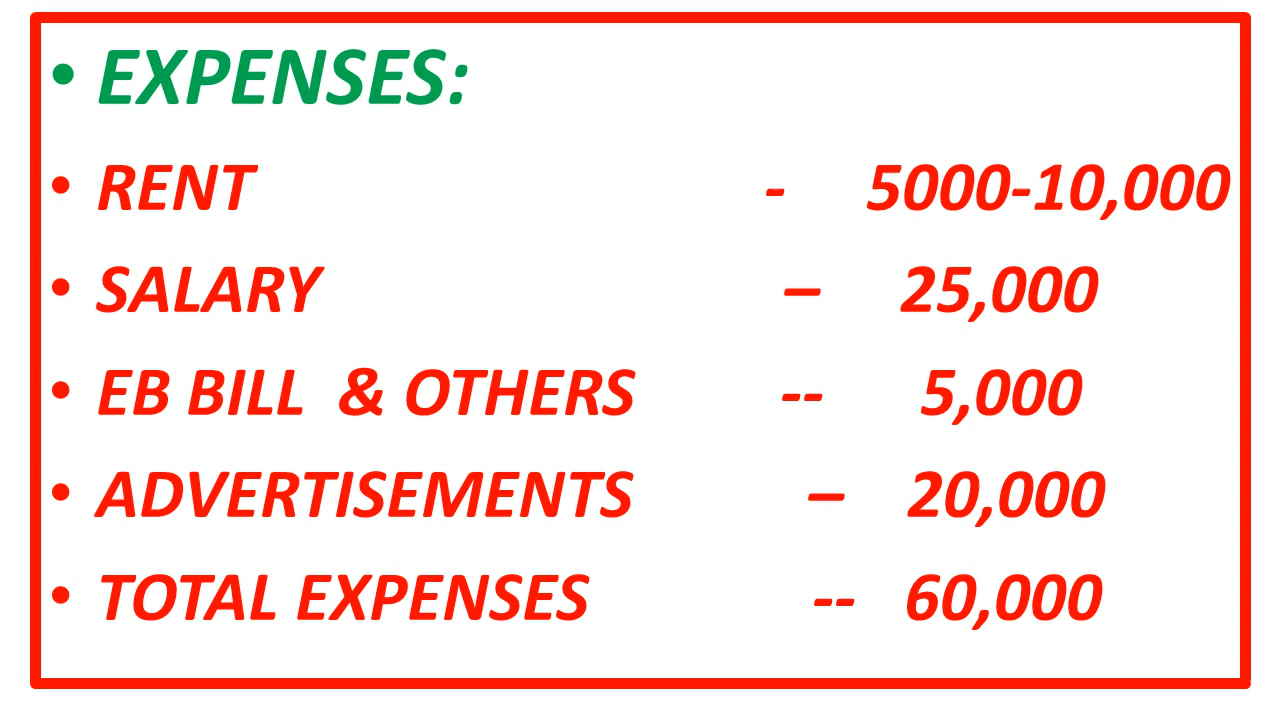 • EXPENSES:
• RENT - 5000-10,000
• SALARY – 25,000
• EB BILL & OTHERS -- 5,000
• ADVERTISEMENTS – 20,000
• TOTAL EXPENSES -- 60,000